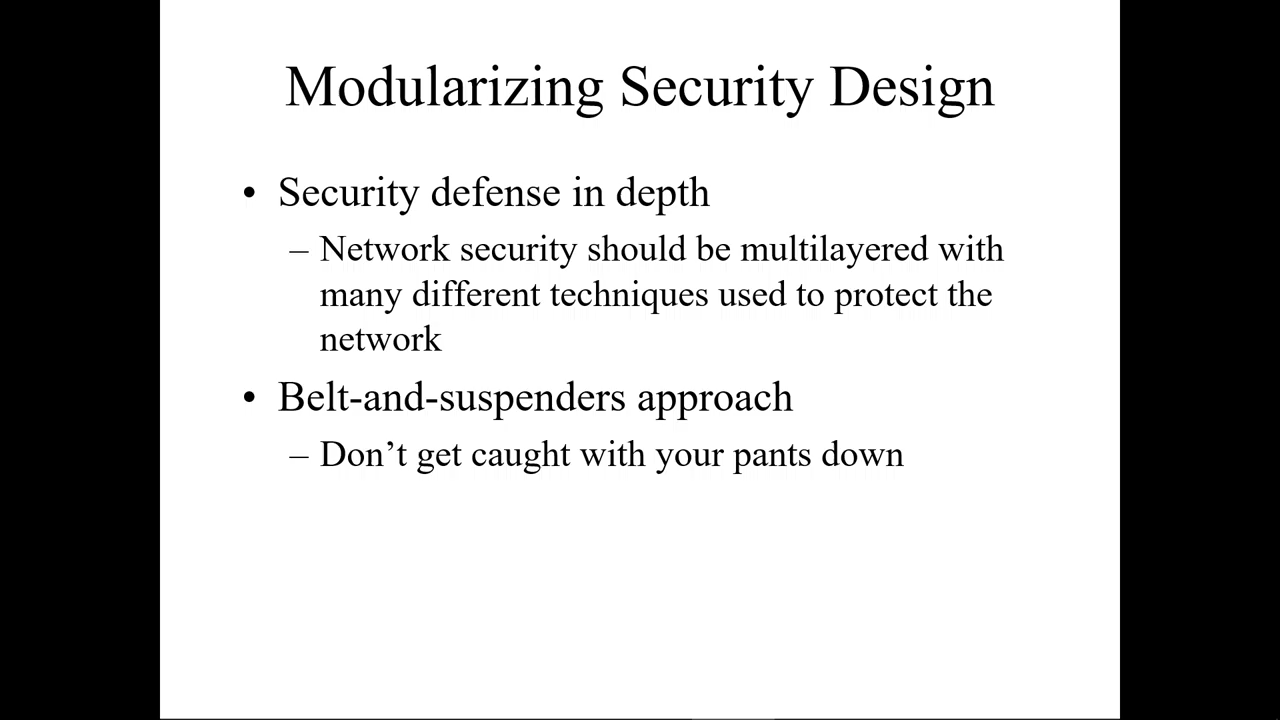 Modularizing Security Design
• Security defense in depth
– Network security should be multilayered with
many different techniques used to protect the
network
• Belt-and-suspenders approach
– Don’t get caught with your pants down